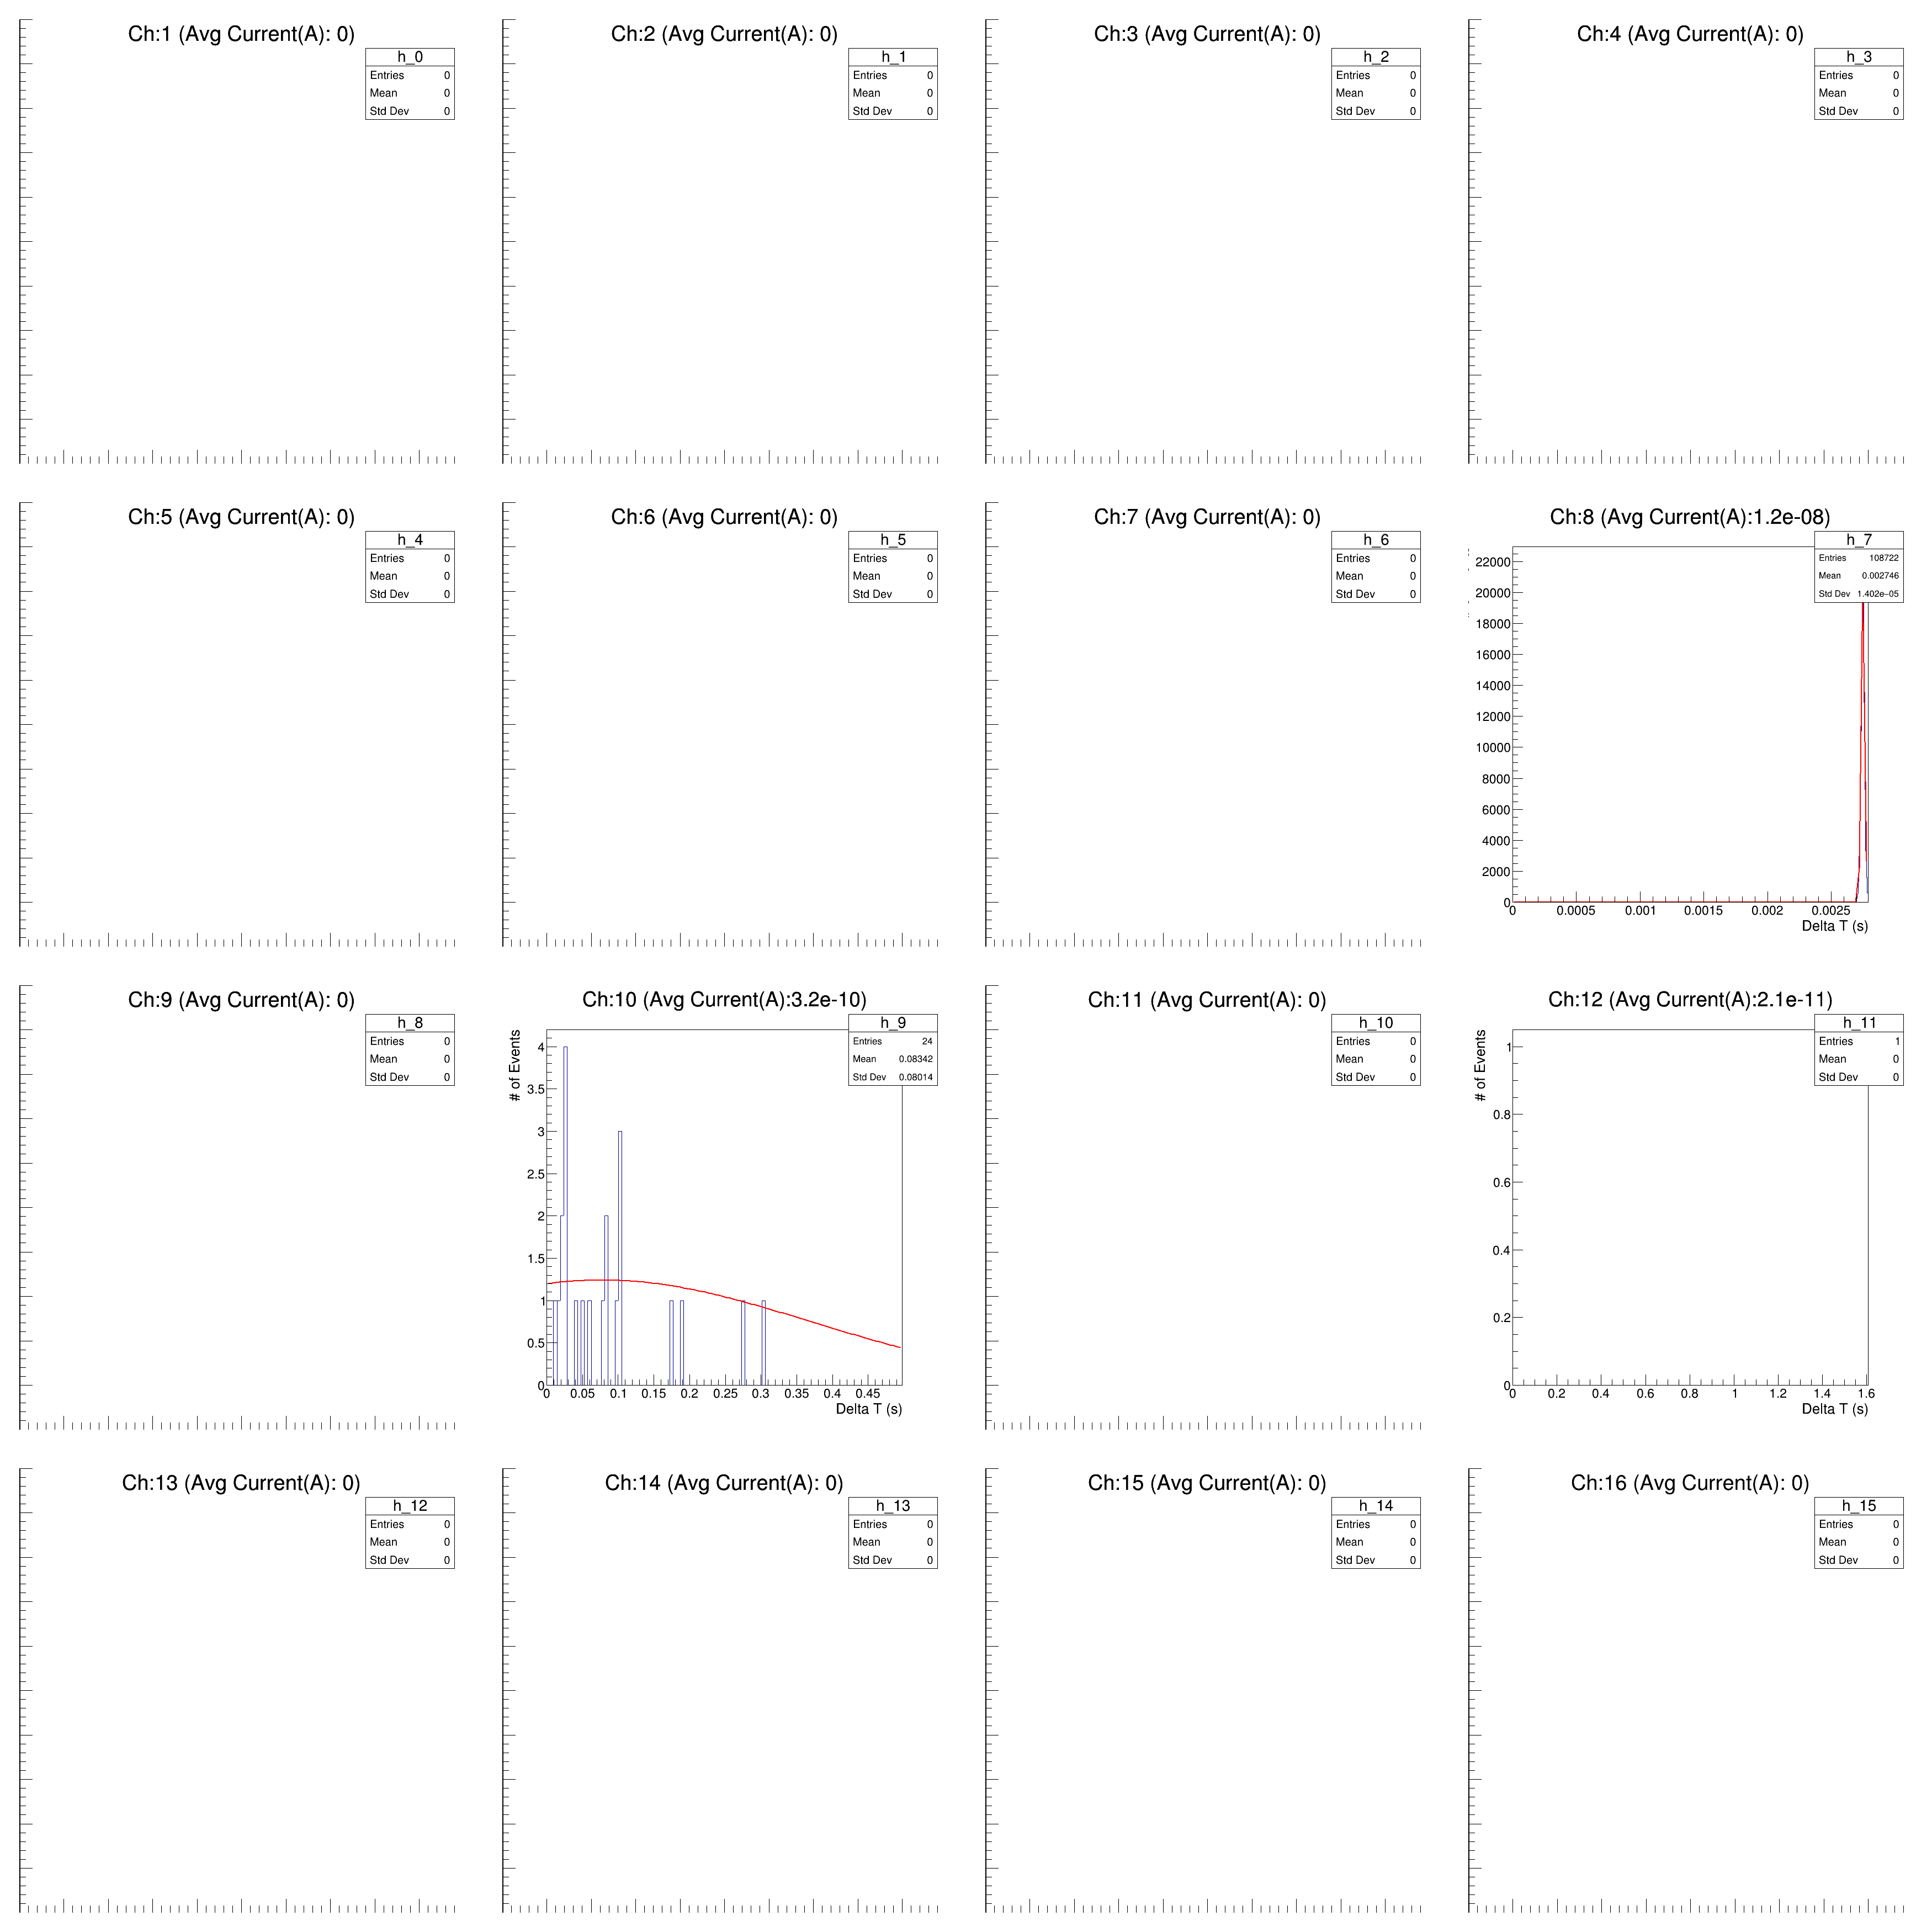 Ch:1 (Avg Current(A): 0)
h_0
Entries 0
Mean 0
Std Dev 0
Ch:2 (Avg Current(A): 0)
h_1
Entries 0
Mean 0
Std Dev 0
Ch:3 (Avg Current(A): 0)
h_2
Entries 0
Mean 0
Std Dev 0
Ch:4 (Avg Current(A): 0)
h_3
Entries 0
Mean 0
Std Dev 0
Ch:5 (Avg Current(A): 0)
h_4
Entries 0
Mean 0
Std Dev 0
Ch:6 (Avg Current(A): 0)
h_5
Entries 0
Mean 0
Std Dev 0
Ch:7 (Avg Current(A): 0)
h_6
Entries 0
Mean 0
Std Dev 0
Ch:8 (Avg Current(A):1.2e-08)
h_7
Entries 108722
Mean 0.002746
Std Dev 1.402e−05
22000
20000
18000
16000
14000
12000
10000
8000
6000
4000
2000
0
0 0.0005 0.001 0.0015 0.002 0.0025
Delta T (s)
Ch:9 (Avg Current(A): 0)
h_8
Entries 0
Mean 0
Std Dev 0
Ch:10 (Avg Current(A):3.2e-10)
h_9
Entries 24
Mean 0.08342
Std Dev 0.08014
# of Events
4
3.5
3
2.5
2
1.5
1
0.5
0
0 0.05 0.1 0.15 0.2 0.25 0.3 0.35 0.4 0.45
Delta T (s)
Ch:11 (Avg Current(A): 0)
h_10
Entries 0
Mean 0
Std Dev 0
Ch:12 (Avg Current(A):2.1e-11)
h_11
Entries 1
Mean 0
Std Dev 0
# of Events
1
0.8
0.6
0.4
0.2
0
0 0.2 0.4 0.6 0.8 1 1.2 1.4 1.6
Delta T (s)
Ch:13 (Avg Current(A): 0)
h_12
Entries 0
Mean 0
Std Dev 0
Ch:14 (Avg Current(A): 0)
h_13
Entries 0
Mean 0
Std Dev 0
Ch:15 (Avg Current(A): 0)
h_14
Entries 0
Mean 0
Std Dev 0
Ch:16 (Avg Current(A): 0)
h_15
Entries 0
Mean 0
Std Dev 0